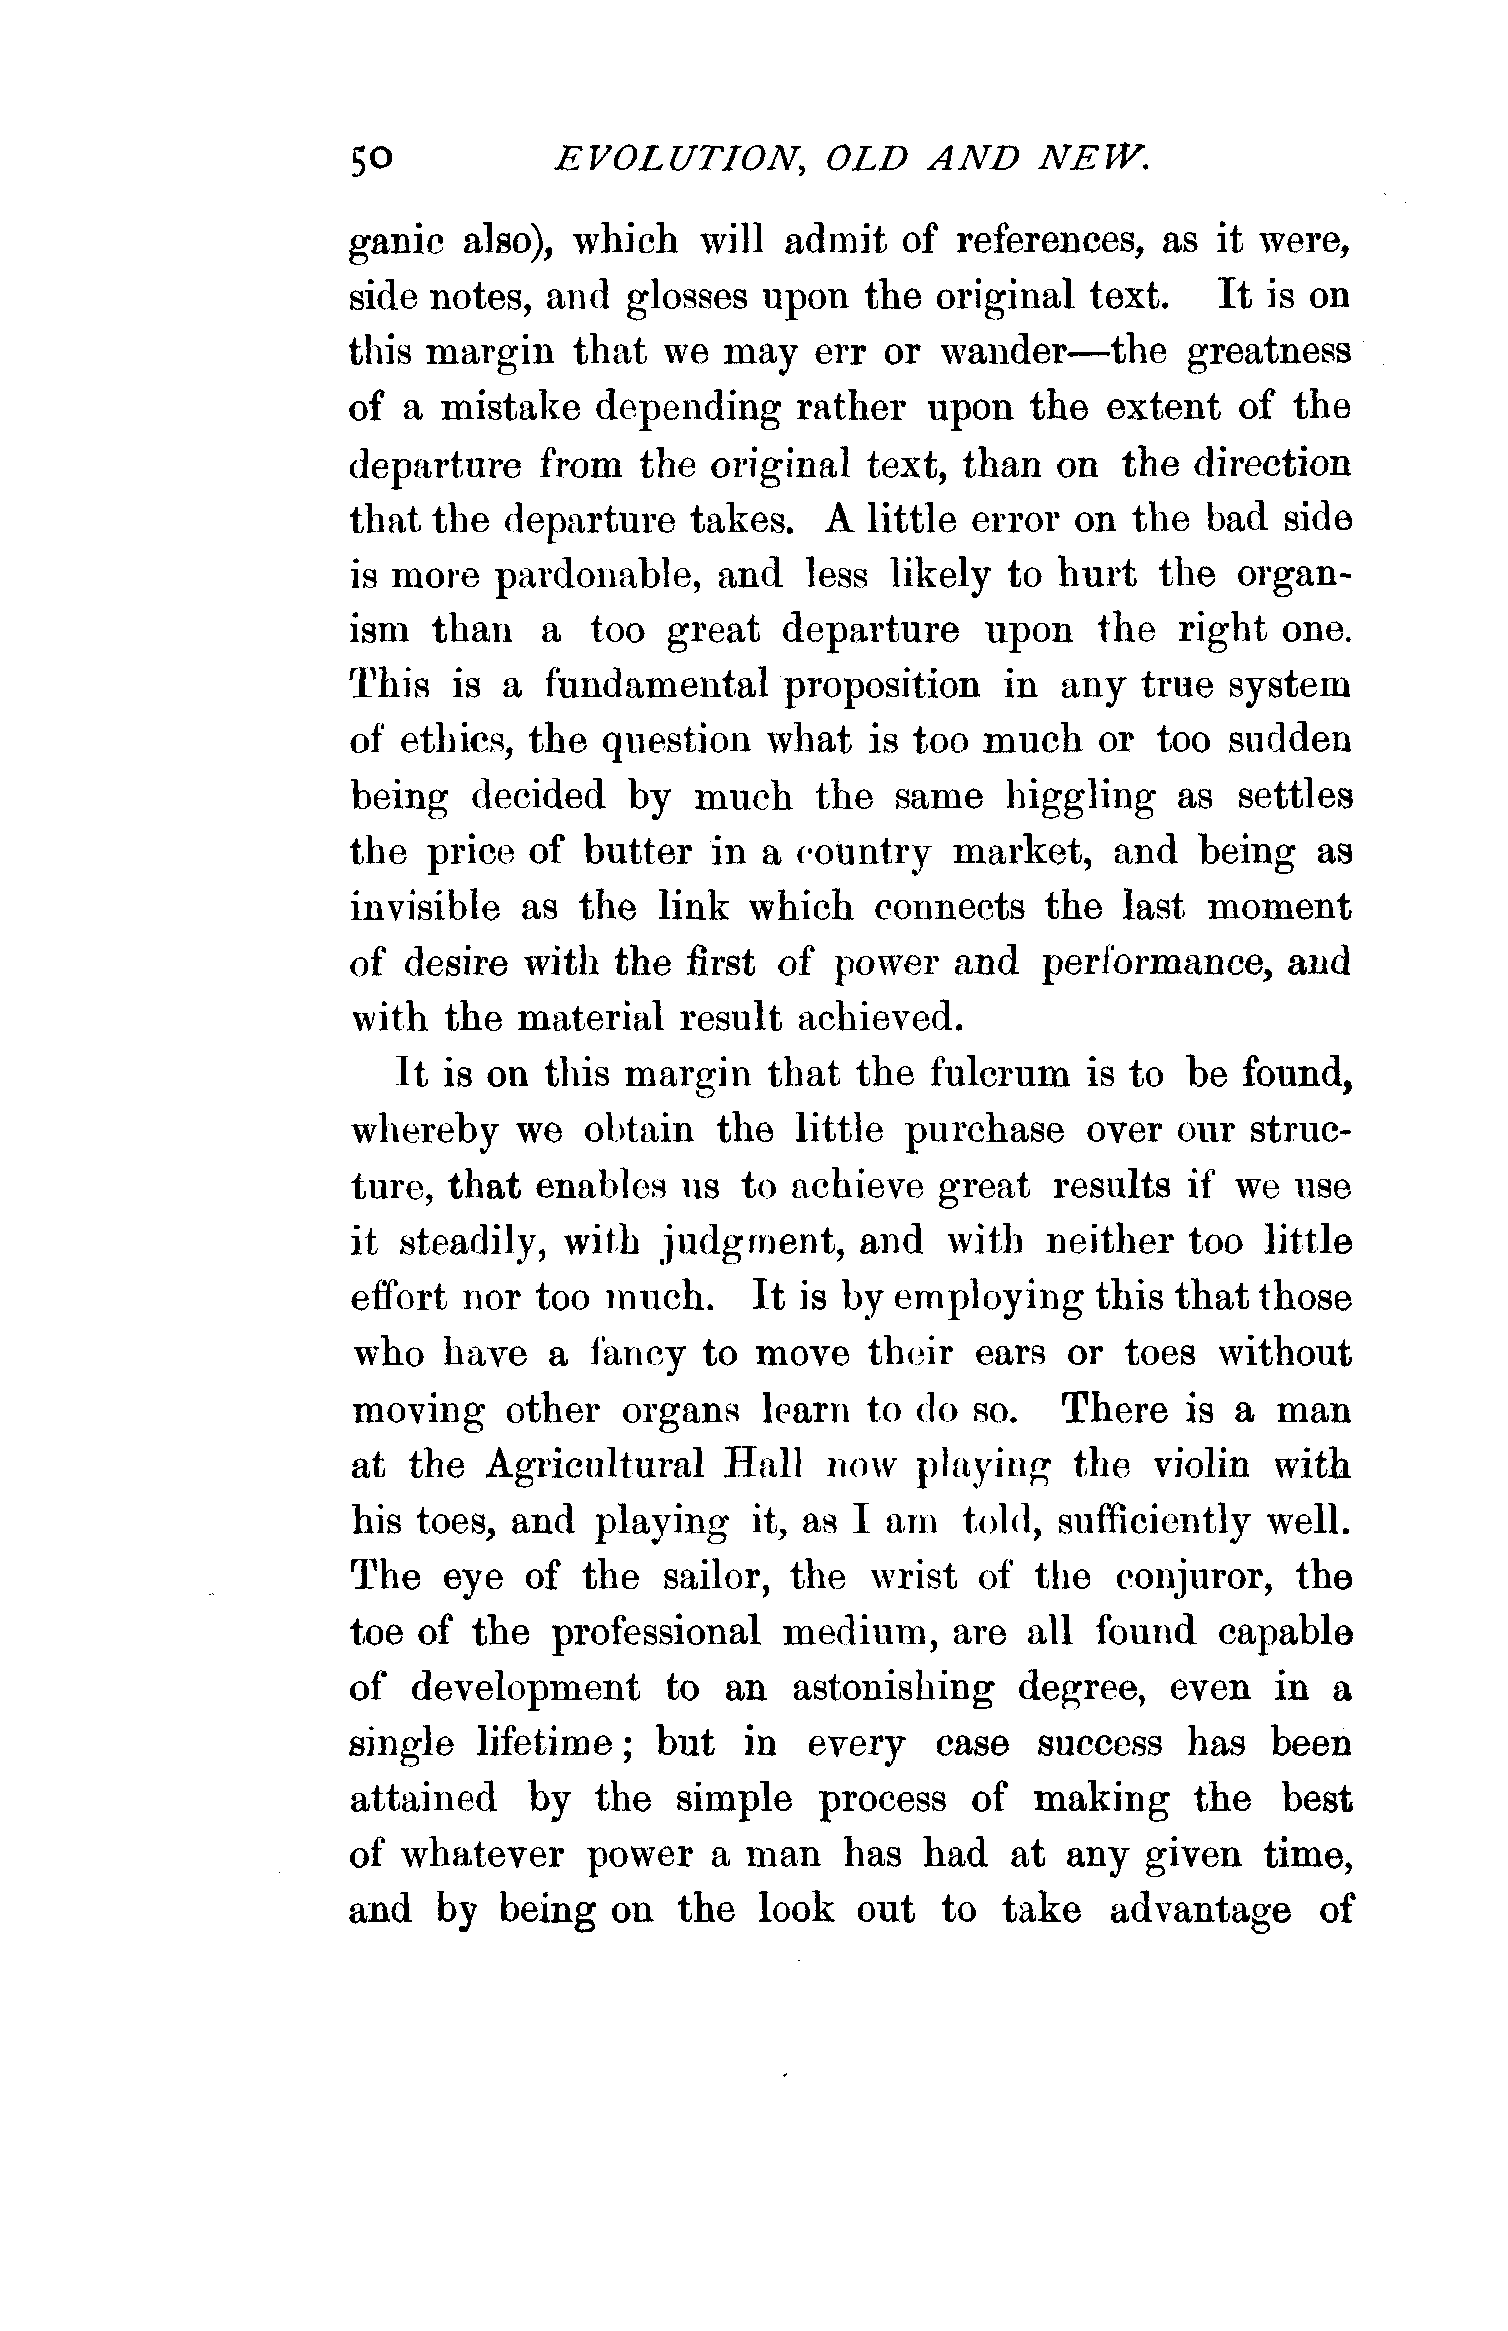 50 EVOLUTION, OLD AND NEW.
ganic also), which will admit of references, as it were,
side notes, and glosses upon the original text. It is on
this margin that we may err or wander—the greatness
of a mistake depending rather upon the extent of the
departure from the original text, than on the direction
that the departure takes. A little error on the bad side
is more pardonable, and less likely to hurt the organ-
ism than a too great departure upon the right one.
This is a fundamental proposition in any true system
of ethics, the question what is too much or too sudden
being decided by much the same higgling as settles
the price of butter in a country market, and being as
invisible as the link which connects the last moment
of desire with the first of power and performance, and
with the material result achieved.
It is on this margin that the fulcrum is to be found,
whereby we obtain the little purchase over our struc-
ture, that enables us to achieve great results if we use
it steadily, with judgment, and with neither too little
effort nor too much. It is by employing this that those
who have a fancy to move their ears or toes without
moving other organs learn to do so. There is a man
at the Agricultural Hall now playing the violin with
his toes, and playing it, as I am told, sufficiently well.
The eye of the sailor, the wrist of the conjuror, the
toe of the professional medium, are all found capable
of development to an astonishing degree, even in a
single lifetime; but in every case success has been
attained by the simple process of making the best
of whatever power a man has had at any given time,
and by being on the look out to take advantage of